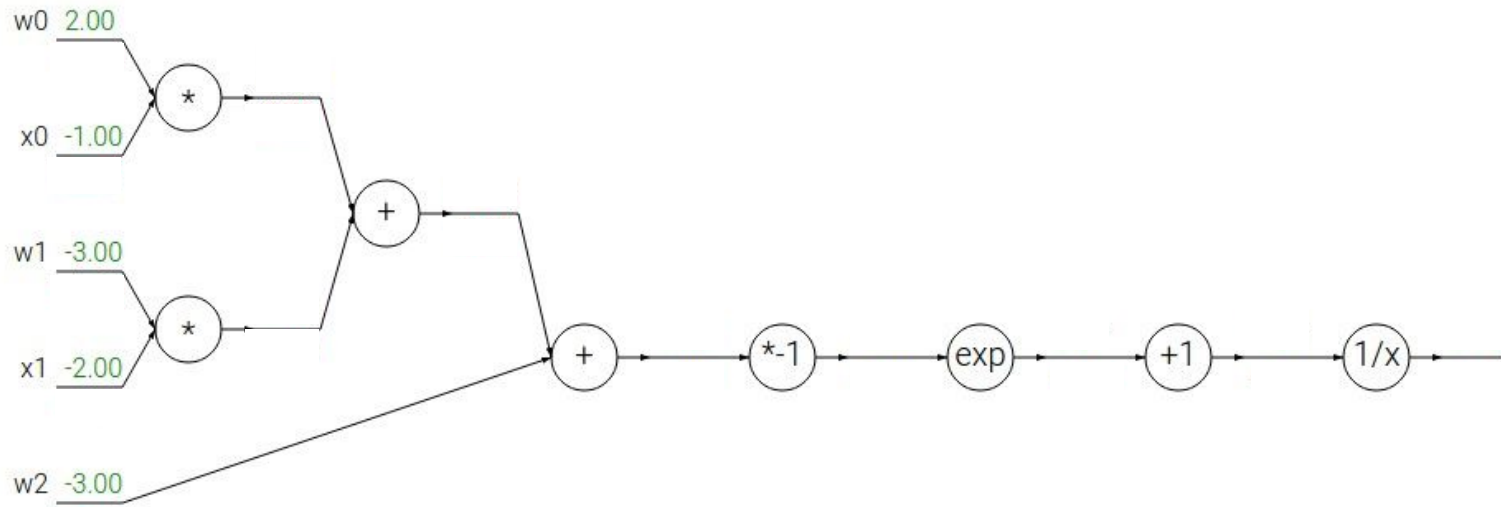 w0 2.00
*
x0 -1.00
+
w1 -3.00
*
x1 -2.00
+ *-1 exp +1 1/x
w2 -3.00